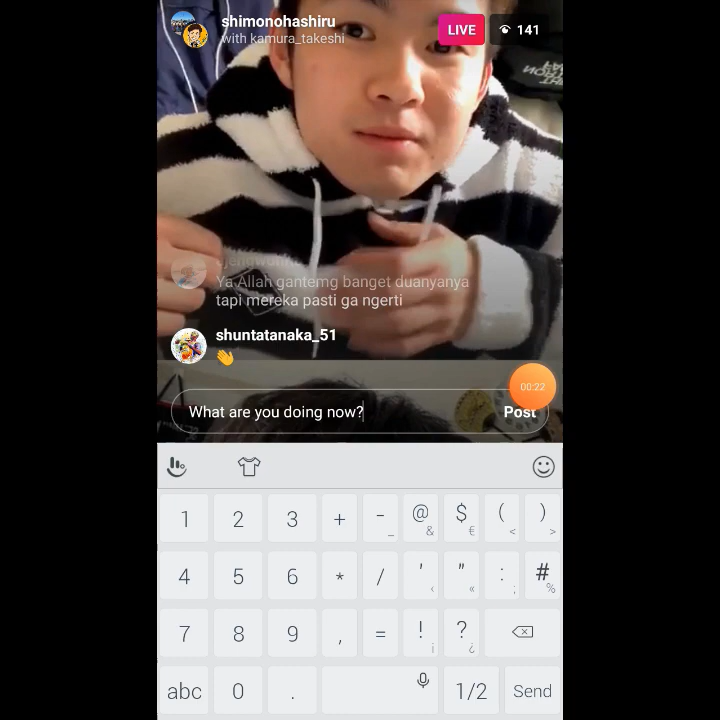 shimonohashiru
with kamura_takeshi
LIVE
141
Ya Allah gantemg banget duanyanya
tapi mereka pasti ga ngerti
shuntatanaka_51
👋
00:22
What are you doing now?
Post
1 2 3 + - _ @ & $ € ( < ) >
4 5 6 * / ' ‹ " « : ; # %
7 8 9 , = ! ¡ ? ¿
abc 0 . 1/2 Send